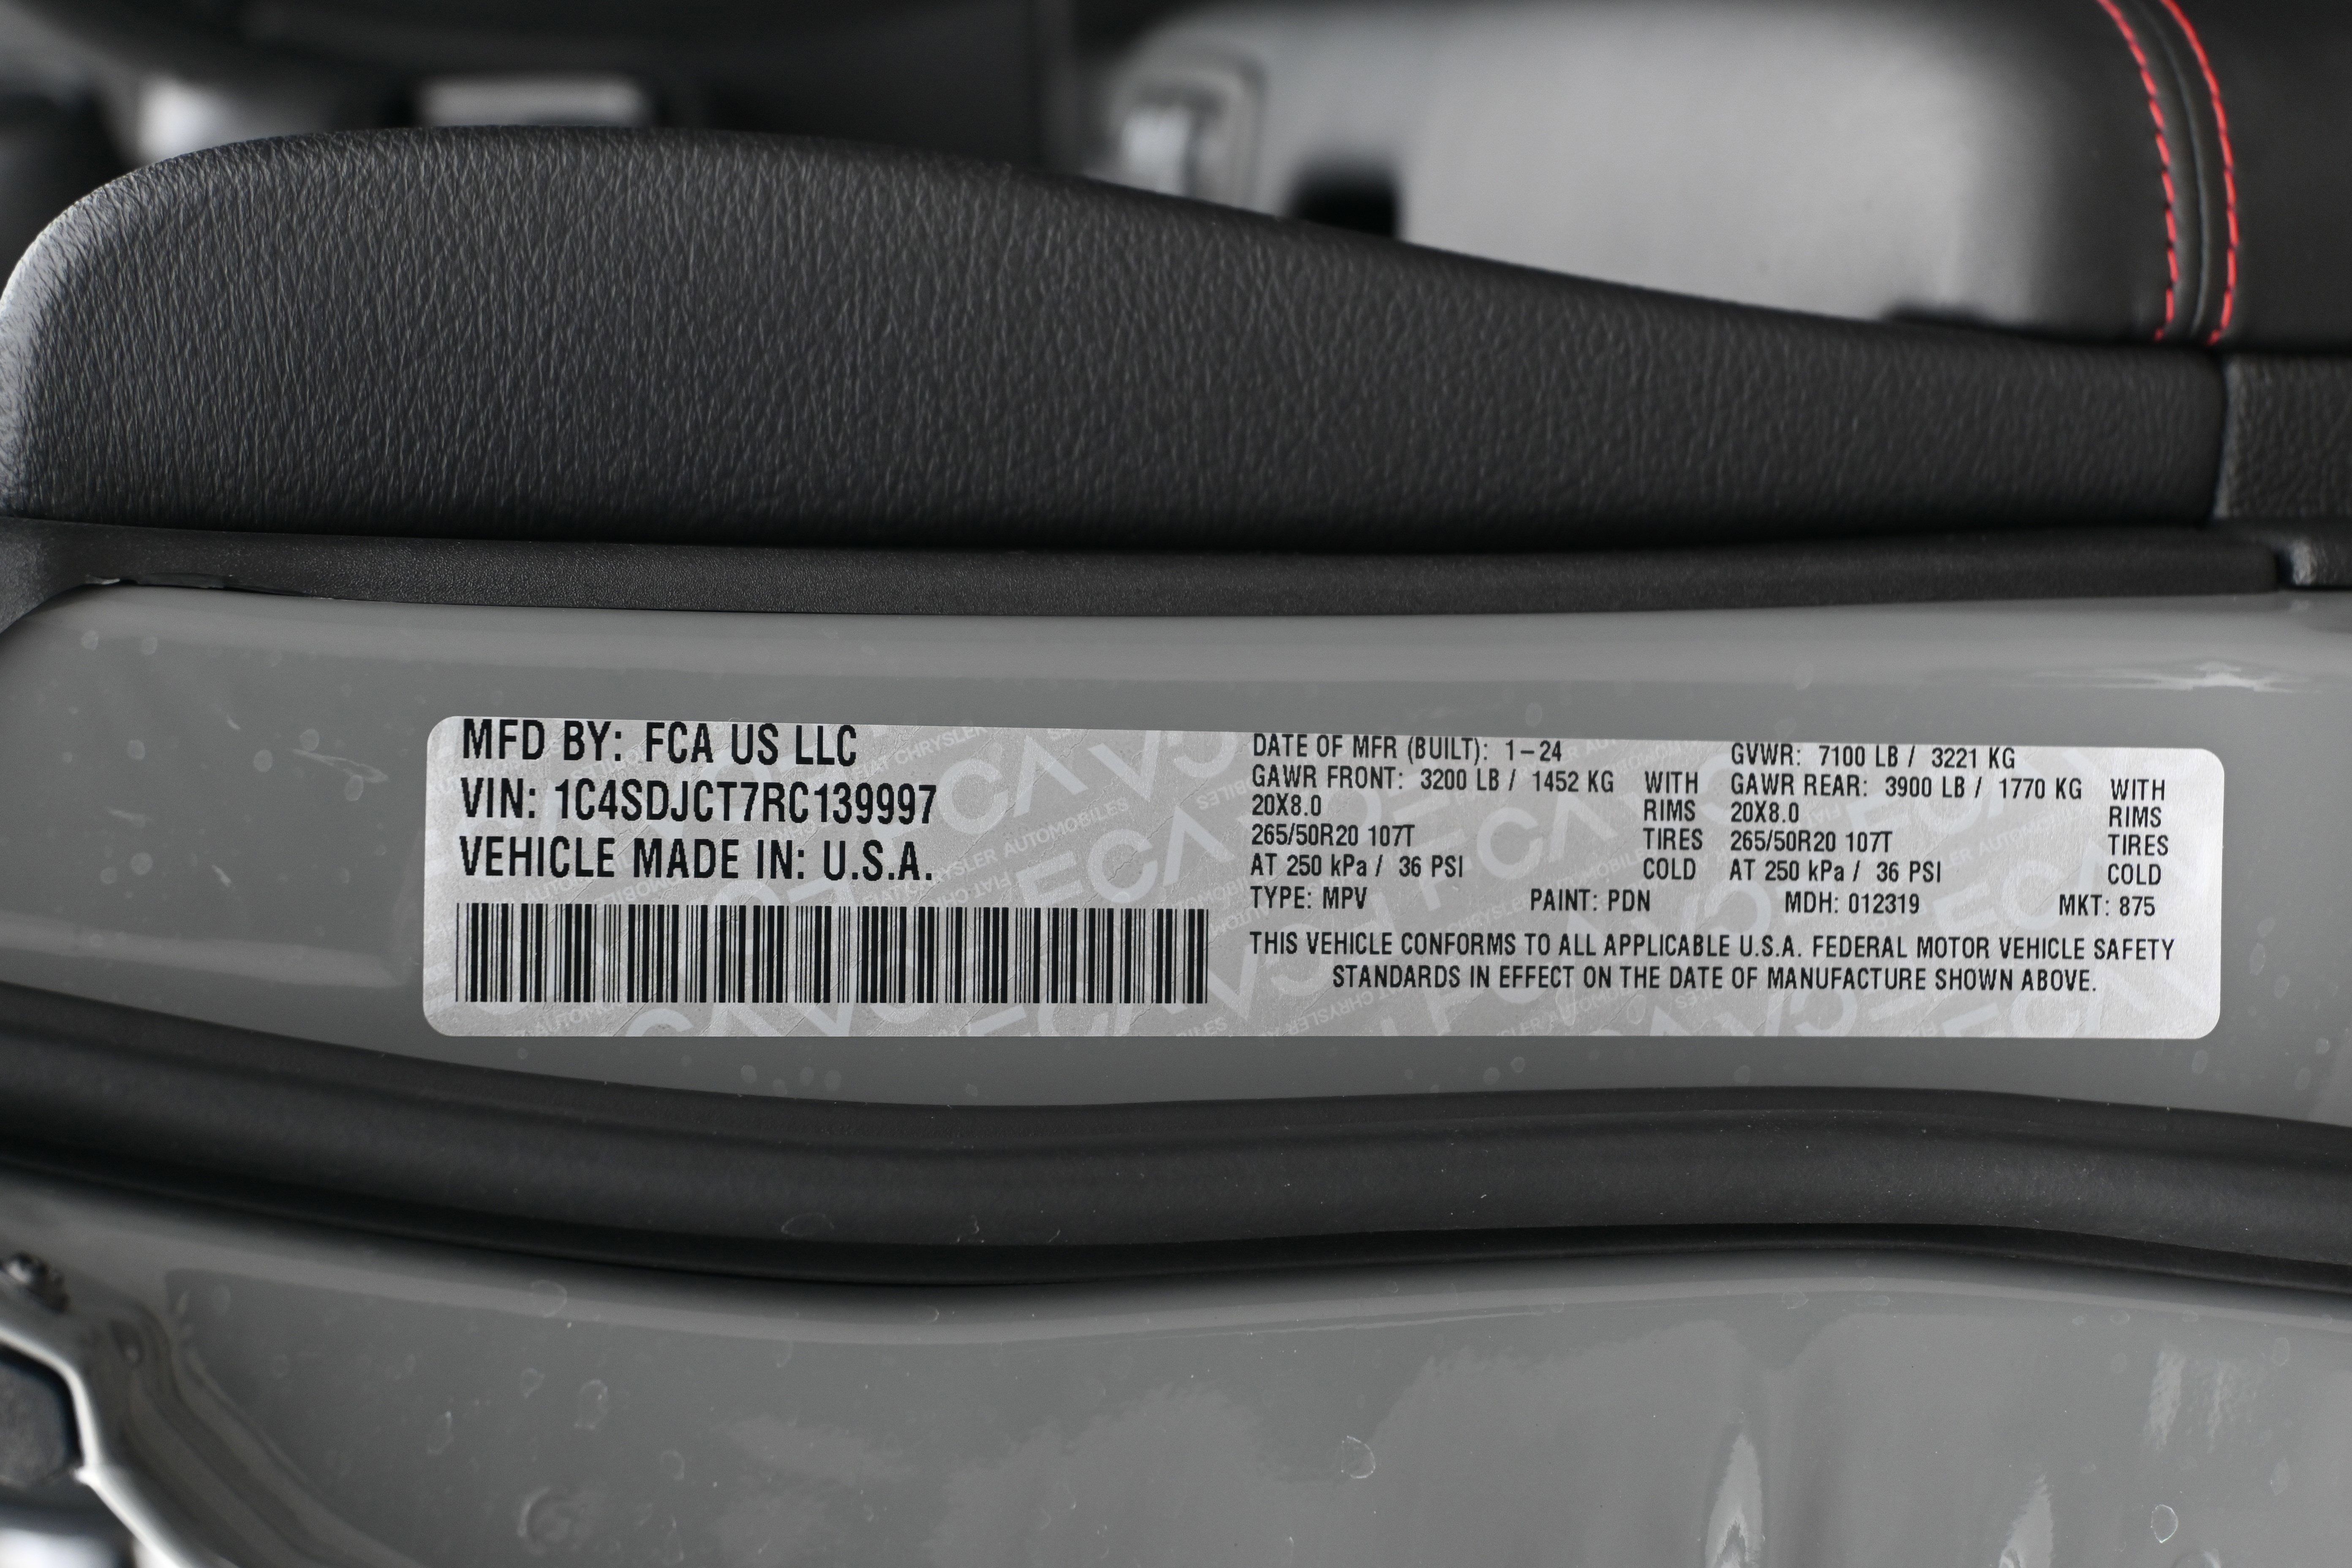 MFD BY: FCA US LLC
VIN: 1C4SDJCT7RC139997
VEHICLE MADE IN: U.S.A.
DATE OF MFR (BUILT): 1-24
GVWR: 7100 LB / 3221 KG
GAWR FRONT: 3200 LB / 1452 KG WITH
20X8.0 RIMS
265/50R20 107T TIRES
AT 250 kPa / 36 PSI COLD
GAWR REAR: 3900 LB / 1770 KG WITH
20X8.0 RIMS
265/50R20 107T TIRES
AT 250 kPa / 36 PSI COLD
TYPE: MPV PAINT: PDN MDH: 012319 MKT: 875
THIS VEHICLE CONFORMS TO ALL APPLICABLE U.S.A. FEDERAL MOTOR VEHICLE SAFETY
STANDARDS IN EFFECT ON THE DATE OF MANUFACTURE SHOWN ABOVE.